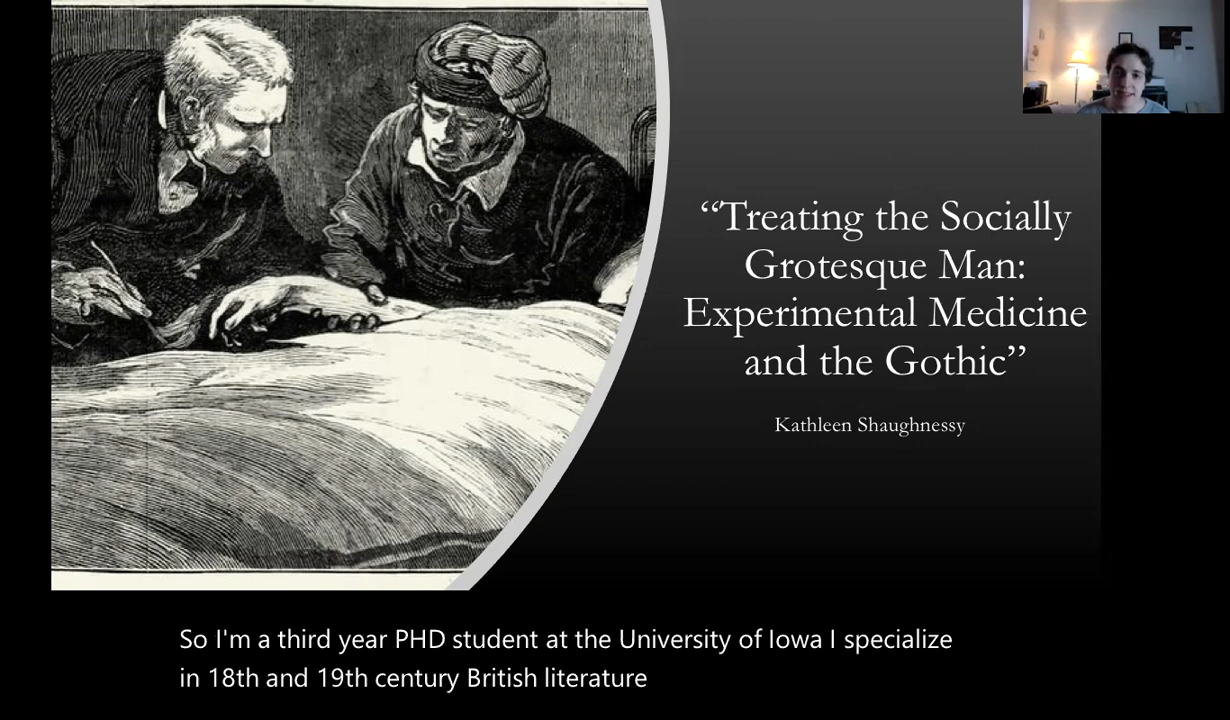 “Treating the Socially
Grotesque Man:
Experimental Medicine
and the Gothic”
Kathleen Shaughnessy
So I'm a third year PHD student at the University of Iowa I specialize
in 18th and 19th century British literature